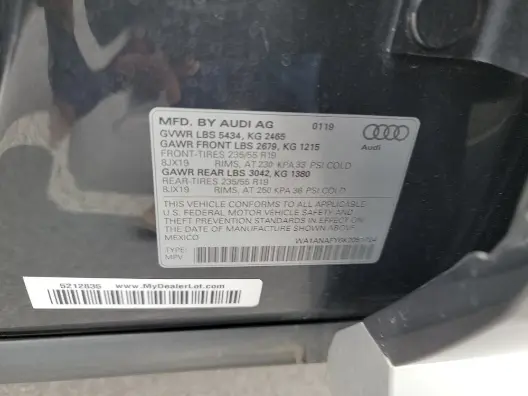 MFD. BY AUDI AG 01 19
GVWR LBS 5434, KG 2465
GAWR FRONT LBS 2679, KG 1215
FRONT-TIRES 235/55 R19
8JX19 RIMS, AT 230 KPA 33 PSI COLD
GAWR REAR LBS 3042, KG 1380
REAR-TIRES 235/55 R19
8JX19 RIMS, AT 250 KPA 36 PSI COLD
THIS VEHICLE CONFORMS TO ALL APPLICABLE
U.S. FEDERAL MOTOR VEHICLE SAFETY AND
THEFT PREVENTION STANDARDS IN EFFECT ON
THE DATE OF MANUFACTURE SHOWN ABOVE.
MEXICO
TYPE:
MPV
Audi
5212835 www.MyDealerLot.com